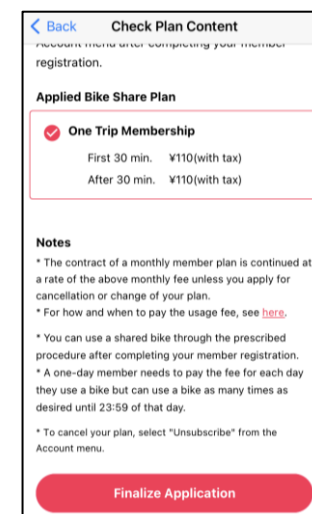 Back
Check Plan Content
Account menu after completing your member
registration.
Applied Bike Share Plan
One Trip Membership
First 30 min. ¥110(with tax)
After 30 min. ¥110(with tax)
Notes
* The contract of a monthly member plan is continued at
a rate of the above monthly fee unless you apply for
cancellation or change of your plan.
* For how and when to pay the usage fee, see here.
* You can use a shared bike through the prescribed
procedure after completing your member registration.
* A one-day member needs to pay the fee for each day
they use a bike but can use a bike as many times as
desired until 23:59 of that day.
* To cancel your plan, select "Unsubscribe" from the
Account menu.
Finalize Application